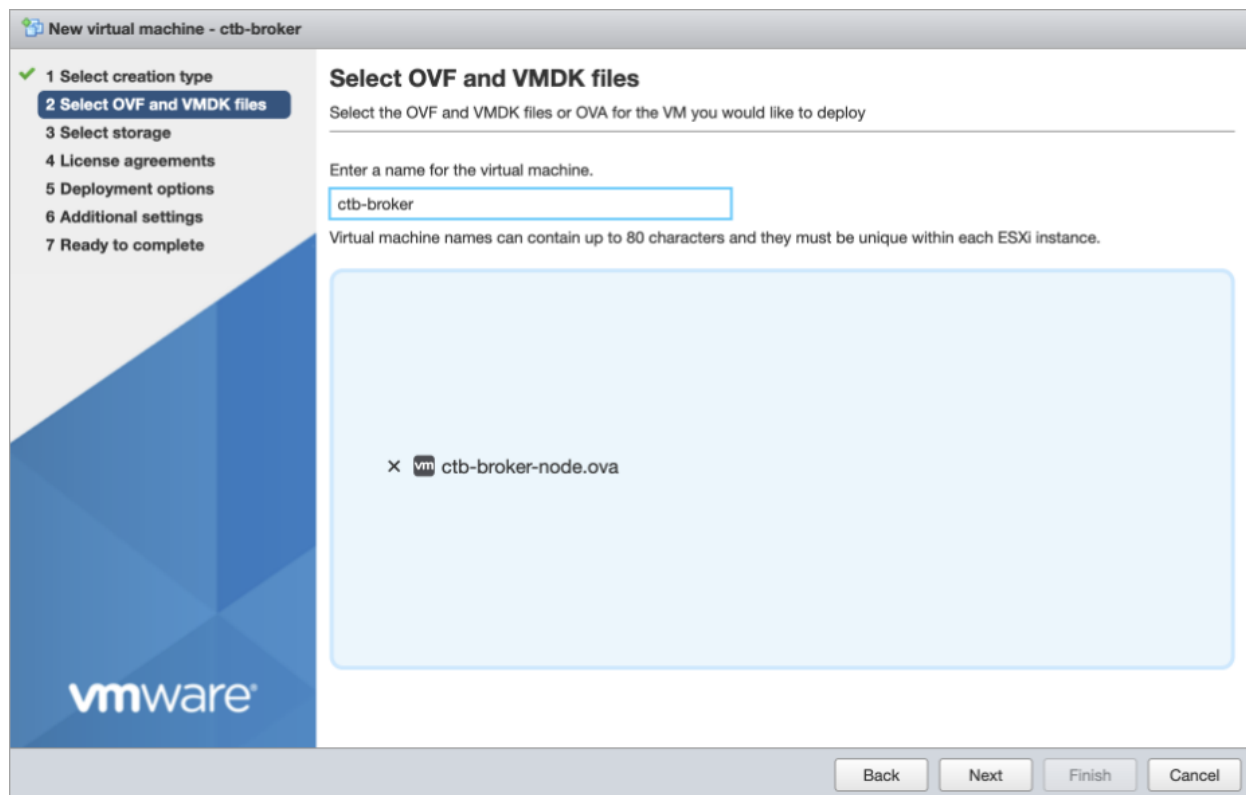 New virtual machine - ctb-broker
1 Select creation type
2 Select OVF and VMDK files
3 Select storage
4 License agreements
5 Deployment options
6 Additional settings
7 Ready to complete
vmware®
Select OVF and VMDK files
Select the OVF and VMDK files or OVA for the VM you would like to deploy
Enter a name for the virtual machine.
ctb-broker
Virtual machine names can contain up to 80 characters and they must be unique within each ESXi instance.
× vm ctb-broker-node.ova
Back Next Finish Cancel